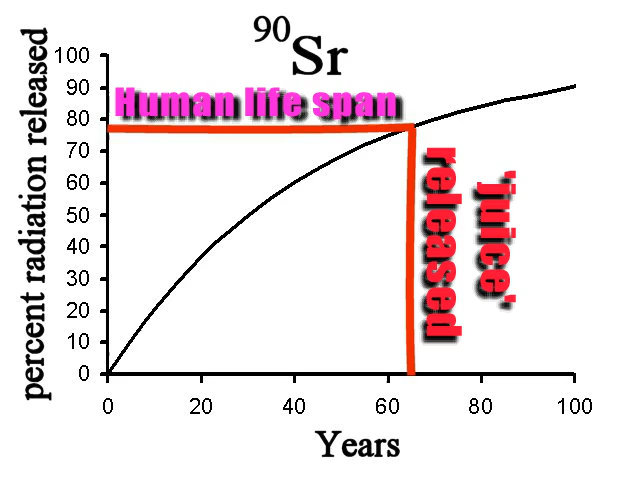 90Sr
percent radiation released
100
90
80
70
60
50
40
30
20
10
0
Human life span
'juice'
released
0 20 40 60 80 100
Years